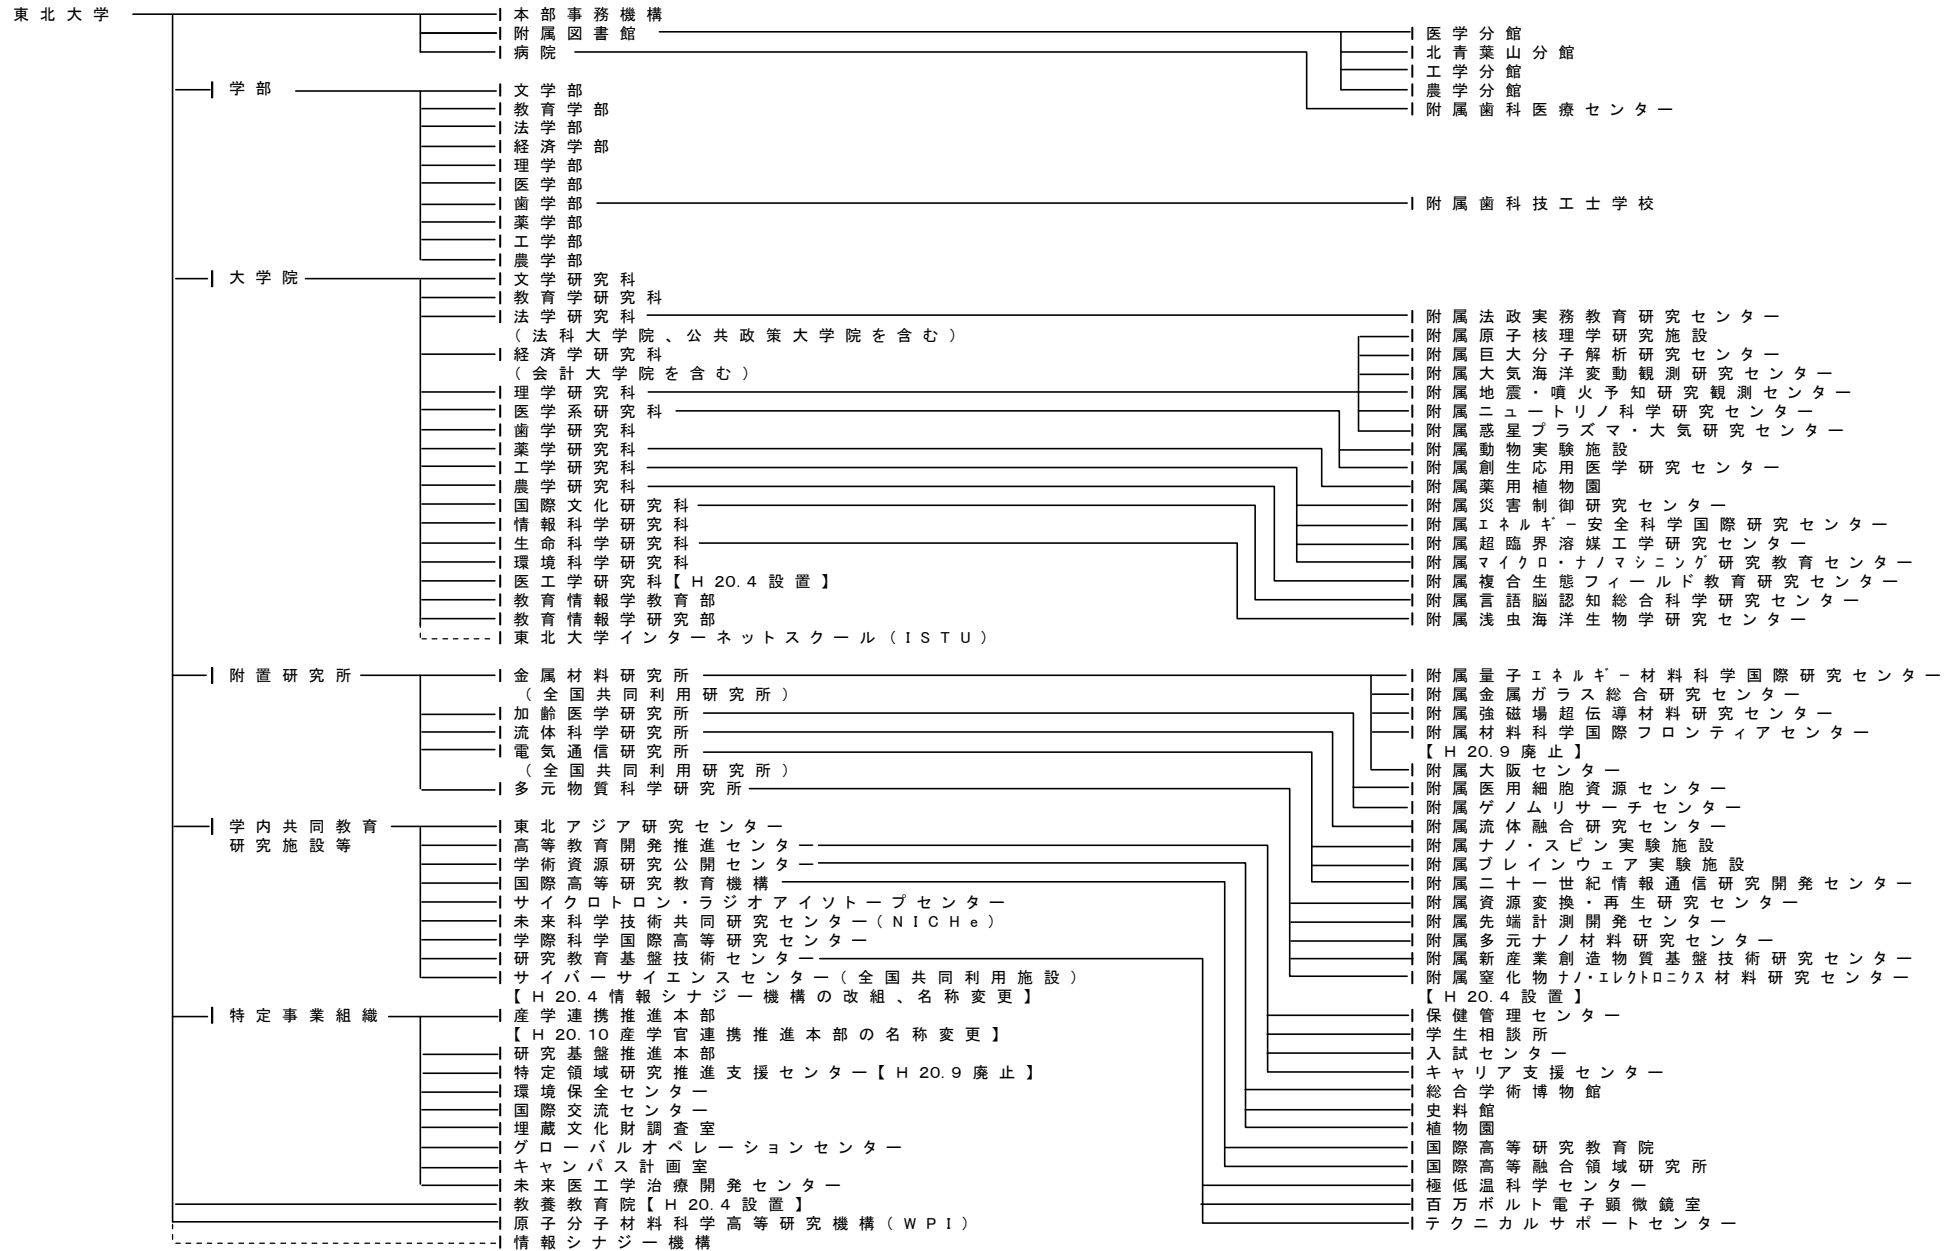 東北大学
本部事務機構
附属図書館
医学分館
病院
北青葉山分館
工学分館
学部
文学部
農学分館
教育学部
附属歯科医療センター
法学部
経済学部
理学部
医学部
歯学部
附属歯科技工士学校
薬学部
工学部
農学部
大学院
文学研究科
教育学研究科
法学研究科
附属法政実務教育研究センター
(法科大学院、公共政策大学院を含む)
附属原子核理学研究施設
経済学研究科
附属巨大分子解析研究センター
(会計大学院を含む)
附属大気海洋変動観測研究センター
理学研究科
附属地震・噴火予知研究観測センター
医学系研究科
附属ニュートリノ科学研究センター
歯学研究科
附属惑星プラズマ・大気研究センター
薬学研究科
附属動物実験施設
工学研究科
附属創生応用医学研究センター
農学研究科
附属薬用植物園
国際文化研究科
附属災害制御研究センター
情報科学研究科
附属エネルギー安全科学国際研究センター
生命科学研究科
附属超臨界溶媒工学研究センター
環境科学研究科
附属マイクロ・ナノマシニング研究教育センター
医工学研究科【H20.4設置】
附属複合生態フィールド教育研究センター
教育情報学教育部
附属言語脳認知総合科学研究センター
教育情報学研究部
附属浅虫海洋生物学研究センター
東北大学インターネットスクール(ISTU)
附置研究所
金属材料研究所
附属量子エネルギー材料科学国際研究センター
(全国共同利用研究所)
附属金属ガラス総合研究センター
加齢医学研究所
附属強磁場超伝導材料研究センター
流体科学研究所
附属材料科学国際フロンティアセンター
電気通信研究所
【H20.9廃止】
(全国共同利用研究所)
附属大阪センター
多元物質科学研究所
附属医用細胞資源センター
附属ゲノムリサーチセンター
学内共同教育
東北アジア研究センター
附属流体融合研究センター
研究施設等
高等教育開発推進センター
附属ナノ・スピン実験施設
学術資源研究公開センター
附属ブレインウェア実験施設
国際高等研究教育機構
附属二十一世紀情報通信研究開発センター
サイクロトロン・ラジオアイソトープセンター
附属資源変換・再生研究センター
未来科学技術共同研究センター(NICHe)
附属先端計測開発センター
学際科学国際高等研究センター
附属多元ナノ材料研究センター
研究教育基盤技術センター
附属新産業創造物質基盤技術研究センター
サイバーサイエンスセンター(全国共同利用施設)
附属窒化物ナノ・エレクトロニクス材料研究センター
【H20.4情報シナジー機構の改組、名称変更】
【H20.4設置】
特定事業組織
産学連携推進本部
保健管理センター
【H20.10産学官連携推進本部の名称変更】
学生相談所
研究基盤推進本部
入試センター
特定領域研究推進支援センター【H20.9廃止】
キャリア支援センター
環境保全センター
総合学術博物館
国際交流センター
史料館
埋蔵文化財調査室
植物園
グローバルオペレーションセンター
国際高等研究教育院
キャンパス計画室
国際高等融合領域研究所
未来医工学治療開発センター
極低温科学センター
教養教育院【H20.4設置】
百万ボルト電子顕微鏡室
原子分子材料科学高等研究機構(WPI)
テクニカルサポートセンター
情報シナジー機構